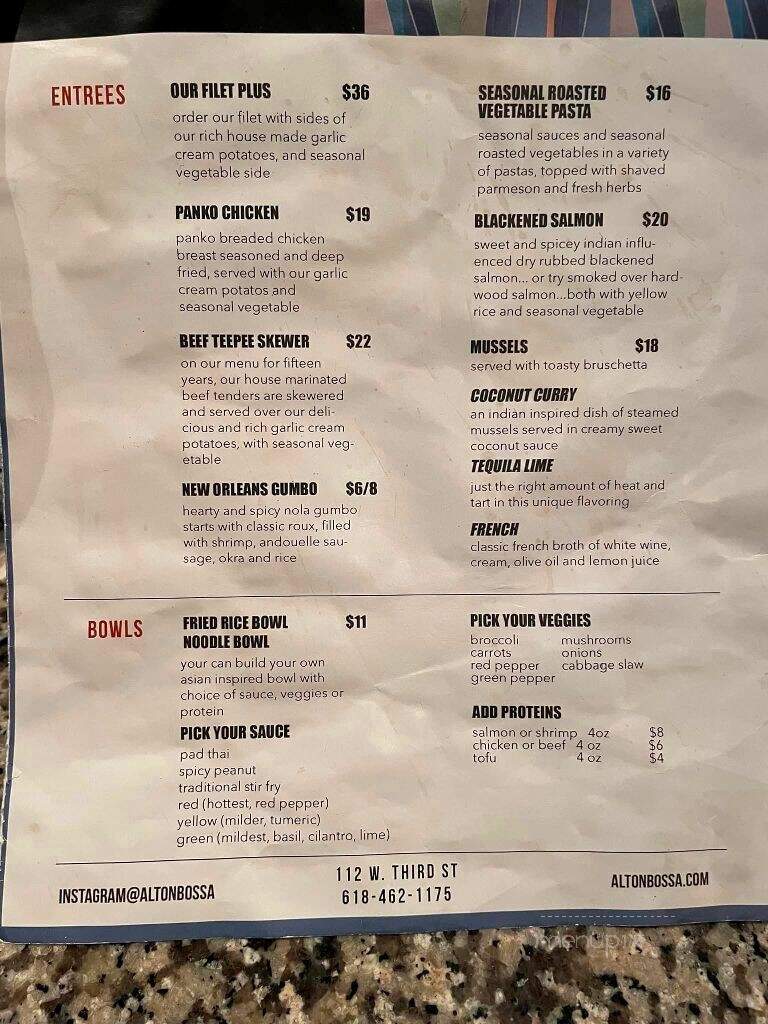 ENTREES
OUR FILET PLUS $36
order our filet with sides of
our rich house made garlic
cream potatoes, and seasonal
vegetable side
PANKO CHICKEN $19
panko breaded chicken
breast seasoned and deep
fried, served with our garlic
cream potatos and
seasonal vegetable
BEEF TEEPEE SKEWER $22
on our menu for fifteen
years, our house marinated
beef tenders are skewered
and served over our deli-
cious and rich garlic cream
potatoes, with seasonal veg-
etable
NEW ORLEANS GUMBO $6/8
hearty and spicy nola gumbo
starts with classic roux, filled
with shrimp, andouelle sau-
sage, okra and rice
SEASONAL ROASTED $16
VEGETABLE PASTA
seasonal sauces and seasonal
roasted vegetables in a variety
of pastas, topped with shaved
parmeson and fresh herbs
BLACKENED SALMON $20
sweet and spicey indian influ-
enced dry rubbed blackened
salmon... or try smoked over hard-
wood salmon...both with yellow
rice and seasonal vegetable
MUSSELS $18
served with toasty bruschetta
COCONUT CURRY
an indian inspired dish of steamed
mussels served in creamy sweet
coconut sauce
TEQUILA LIME
just the right amount of heat and
tart in this unique flavoring
FRENCH
classic french broth of white wine,
cream, olive oil and lemon juice
BOWLS
FRIED RICE BOWL $11
NOODLE BOWL
your can build your own
asian inspired bowl with
choice of sauce, veggies or
protein
PICK YOUR SAUCE
pad thai
spicy peanut
traditional stir fry
red (hottest, red pepper)
yellow (milder, tumeric)
green (mildest, basil, cilantro, lime)
PICK YOUR VEGGIES
broccoli mushrooms
carrots onions
red pepper cabbage slaw
green pepper
ADD PROTEINS
salmon or shrimp 4oz $8
chicken or beef 4 oz $6
tofu 4 oz $4
INSTAGRAM@ALTONBOSSA
112 W. THIRD ST
618-462-1175
ALTONBOSSA.COM